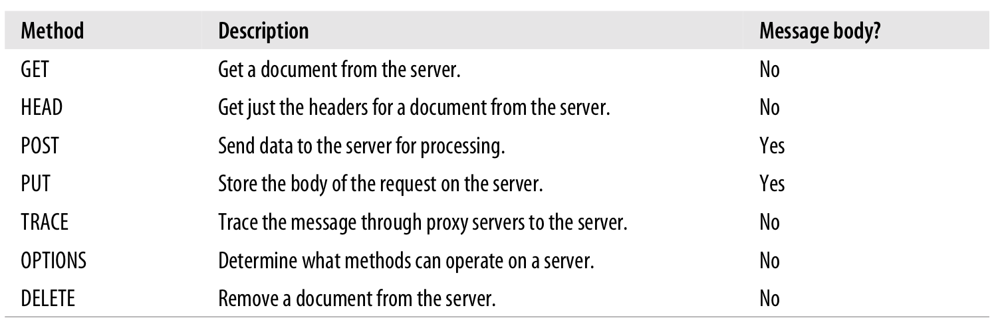 Method Description Message body?
GET Get a document from the server. No
HEAD Get just the headers for a document from the server. No
POST Send data to the server for processing. Yes
PUT Store the body of the request on the server. Yes
TRACE Trace the message through proxy servers to the server. No
OPTIONS Determine what methods can operate on a server. No
DELETE Remove a document from the server. No